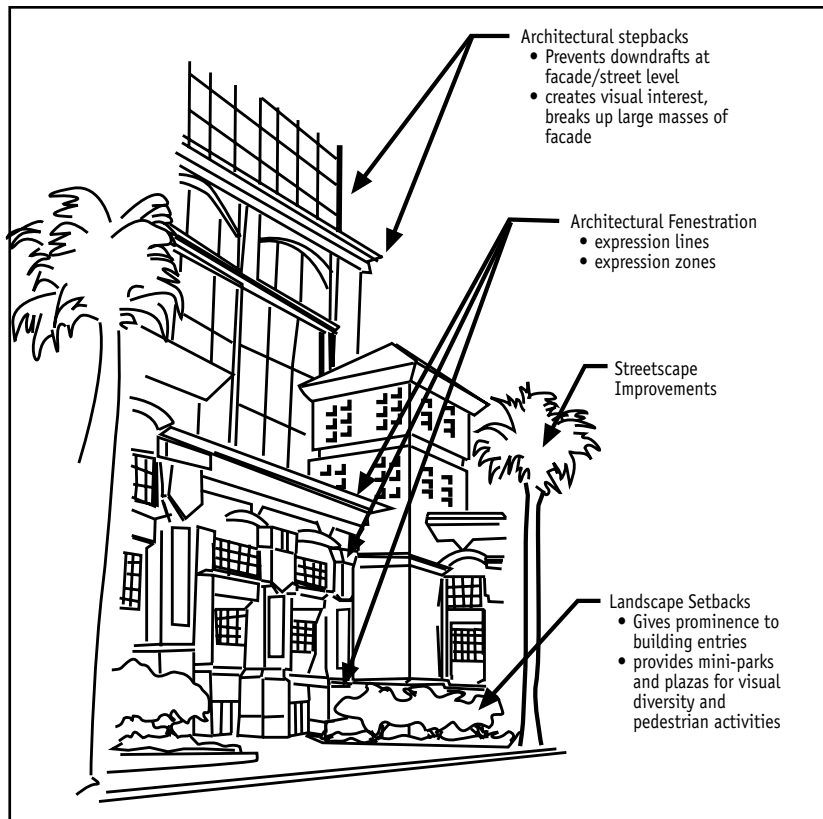 Architectural stepbacks
• Prevents downdrafts at
facade/street level
• creates visual interest,
breaks up large masses of
facade
Architectural Fenestration
• expression lines
• expression zones
Streetscape
Improvements
Landscape Setbacks
• Gives prominence to
building entries
• provides mini-parks
and plazas for visual
diversity and
pedestrian activities